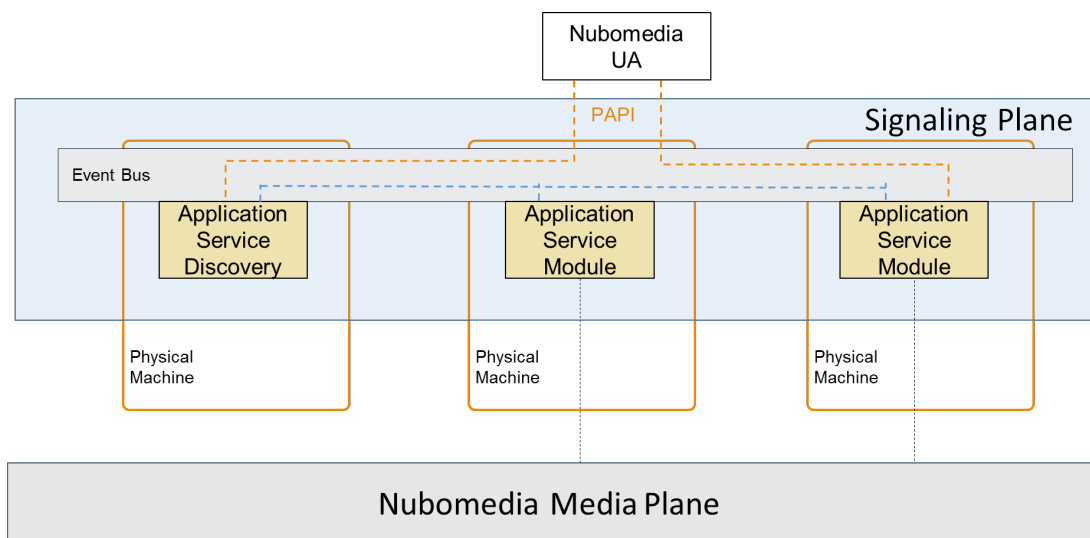 Nubomedia
UA
PAPI
Signaling Plane
Event Bus
Application
Service
Discovery
Application
Service
Module
Application
Service
Module
Physical
Machine
Physical
Machine
Physical
Machine
Nubomedia Media Plane